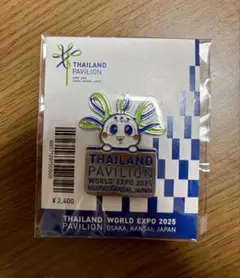 THAILAND
PAVILION
THAILAND
PAVILION
WORLD EXPO 2025
OSAKA, KANSAI, JAPAN
¥2,400
THAILAND
PAVILION
WORLD EXPO 2025
OSAKA, KANSAI, JAPAN